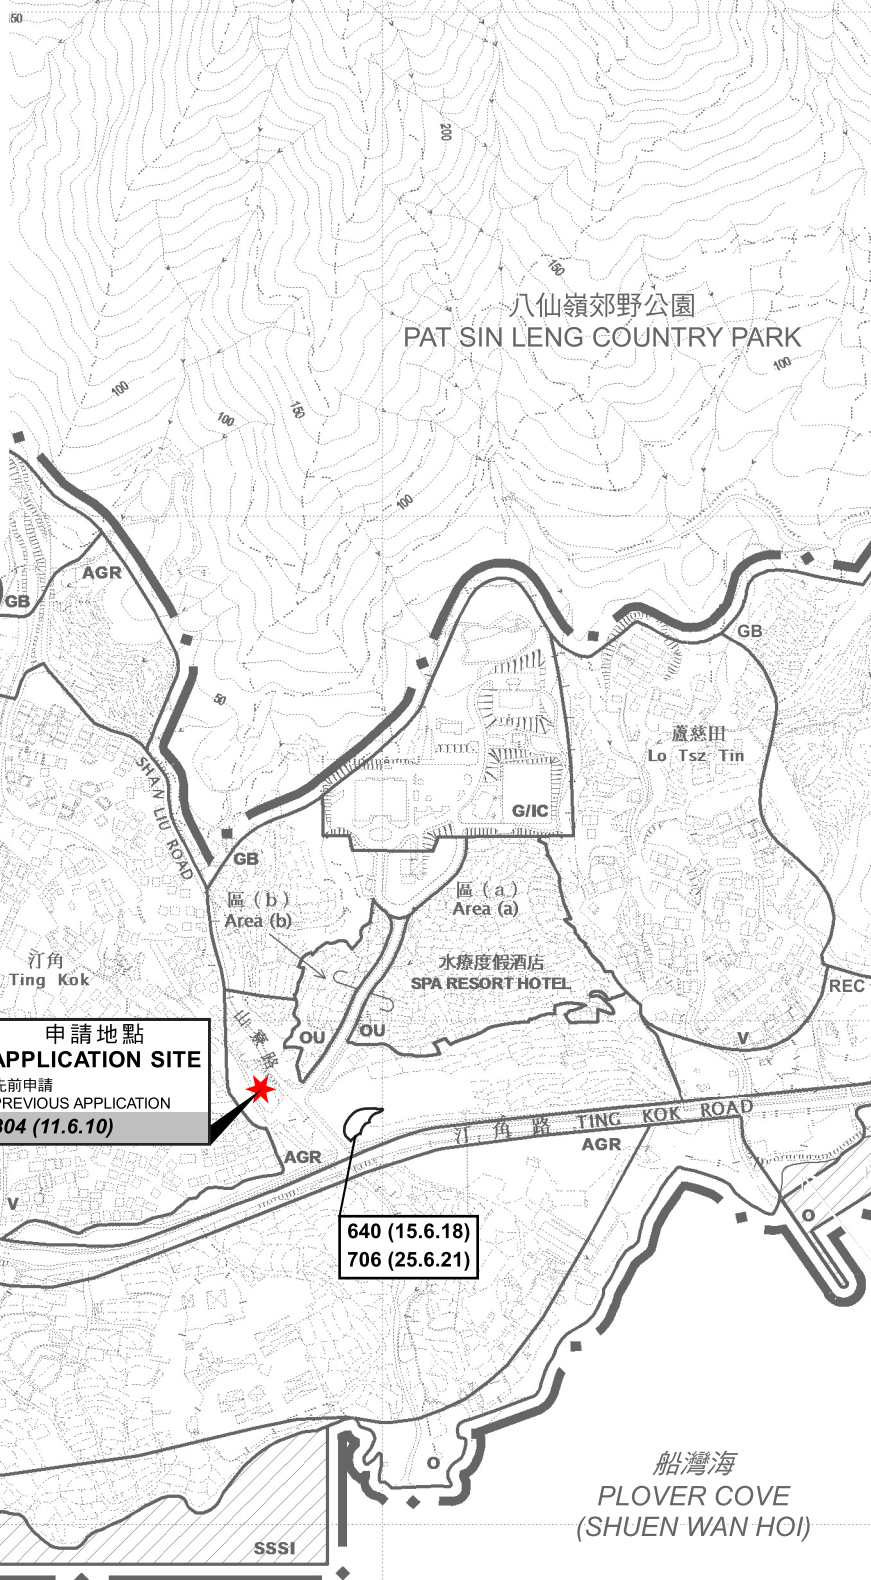 50
200
150
八仙嶺郊野公園
PAT SIN LENG COUNTRY PARK
100
100
100
150
100
AGR
GB
GB
50
蘆慈田
Lo Tsz Tin
SHAN LIU ROAD
G/IC
GB
區 (b)
Area (b)
區 (a)
Area (a)
汀角
Ting Kok
水療度假酒店
SPA RESORT HOTEL
REC
山寮路
OU
OU
V
申請地點
APPLICATION SITE
先前申請
PREVIOUS APPLICATION
304 (11.6.10)
汀角路 TING KOK ROAD
AGR
AGR
V
O
640 (15.6.18)
706 (25.6.21)
船灣海
PLOVER COVE
(SHUEN WAN HOI)
O
SSSI